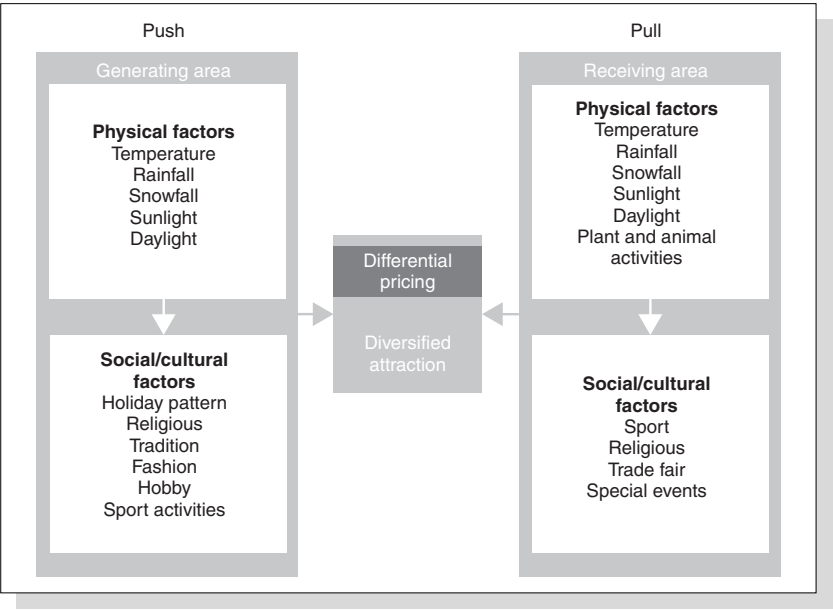 Push
Generating area
Physical factors
Temperature
Rainfall
Snowfall
Sunlight
Daylight
Social/cultural
factors
Holiday pattern
Religious
Tradition
Fashion
Hobby
Sport activities
Differential
pricing
Diversified
attraction
Pull
Receiving area
Physical factors
Temperature
Rainfall
Snowfall
Sunlight
Daylight
Plant and animal
activities
Social/cultural
factors
Sport
Religious
Trade fair
Special events